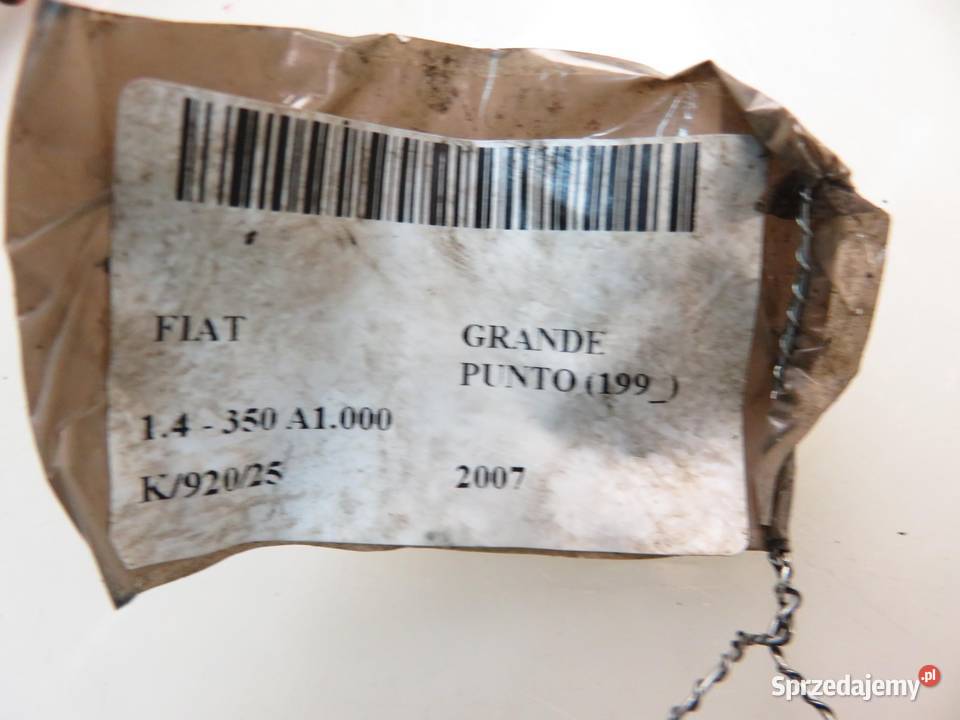 FIAT
GRANDE
PUNTO (199_)
1.4 - 350 A1.000
K/920/25
2007
Sprzedajemy.pl